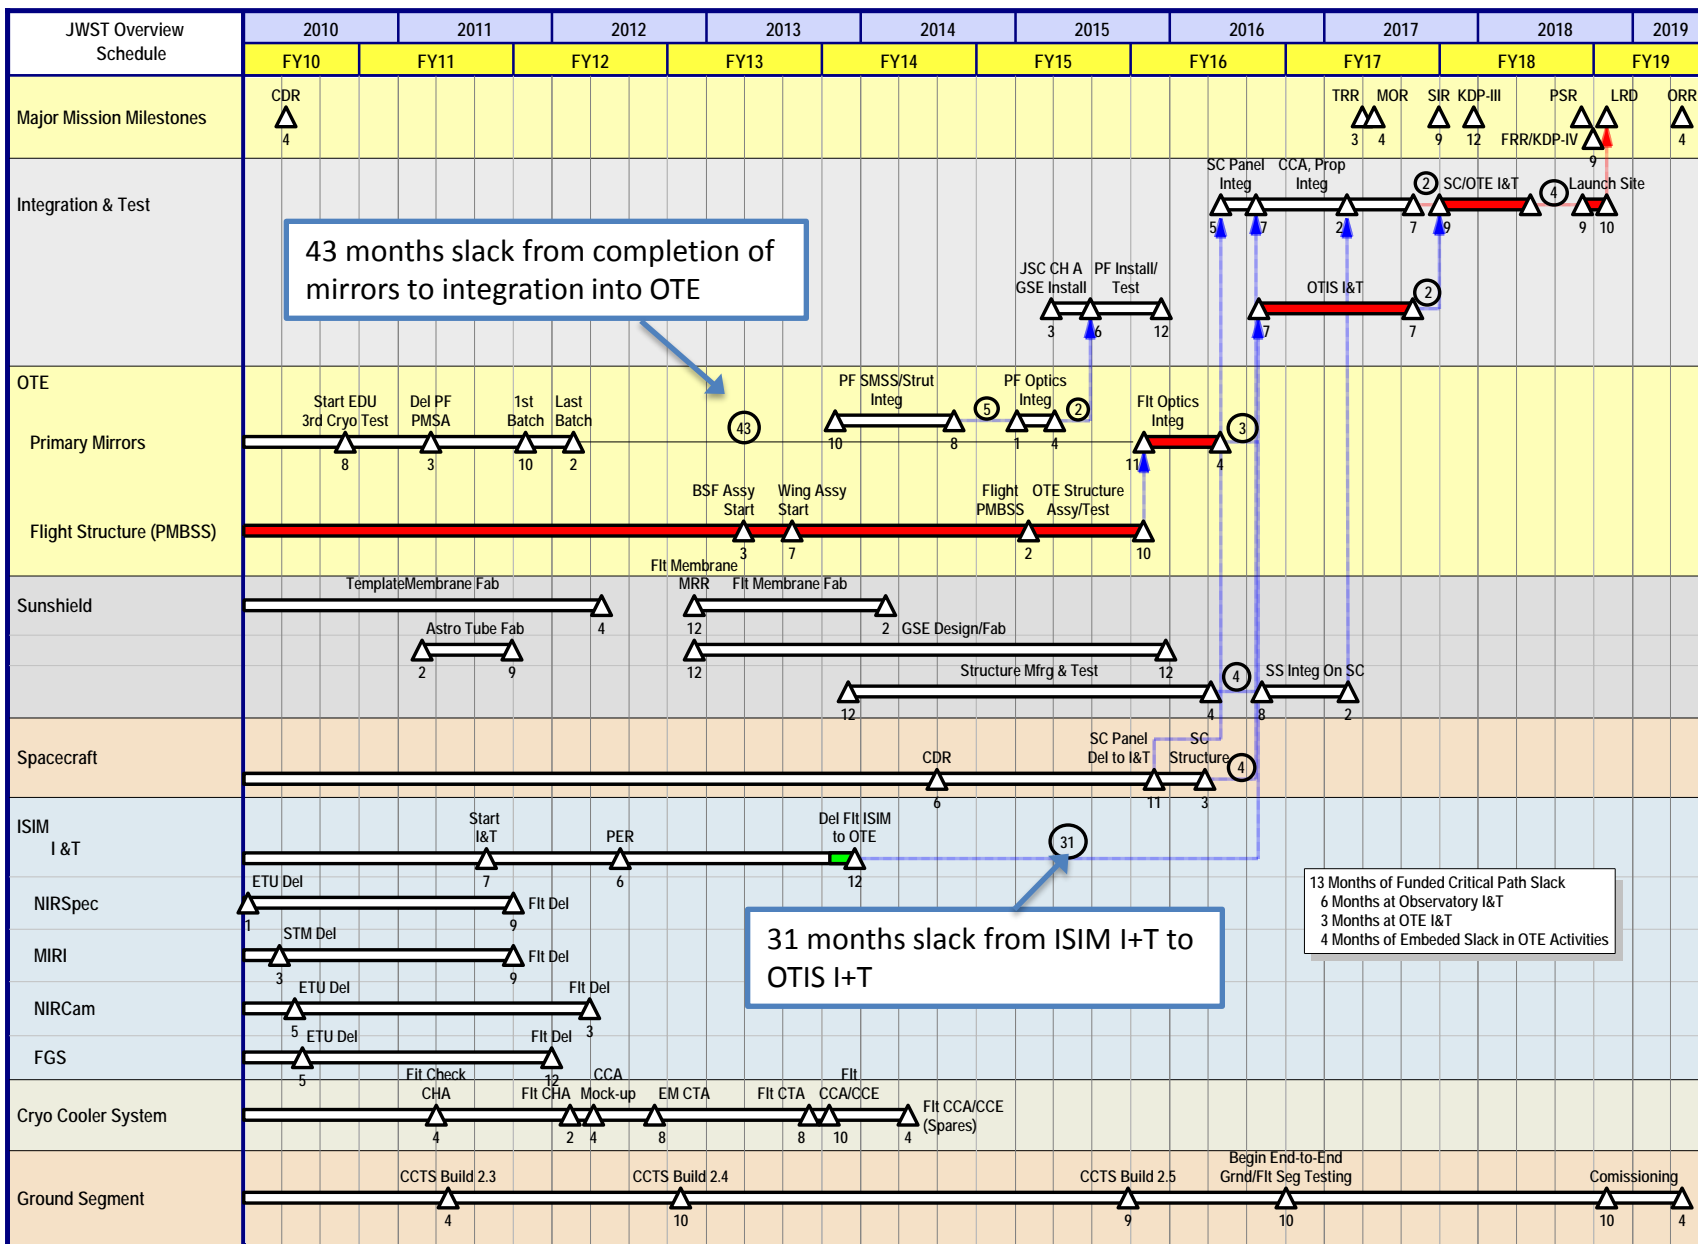 JWST Overview
Schedule
2010 2011 2012 2013 2014 2015 2016 2017 2018 2019
FY10 FY11 FY12 FY13 FY14 FY15 FY16 FY17 FY18 FY19
Major Mission Milestones
CDR
4
TRR MOR SIR KDP-III PSR LRD ORR
3 4 9 12 FRR/KDP-IV 4
9
Integration & Test
SC Panel
Integ
CCA, Prop
Integ
2
SC/OTE I&T
4
Launch Site
5 7 2 7 9 9 10
43 months slack from completion of
mirrors to integration into OTE
JSC CH A
GSE Install
PF Install/
Test
3 6 12
OTIS I&T
2
7 7
OTE
Primary Mirrors
Start EDU
3rd Cryo Test
Del PF
PMSA
1st
Batch
Last
Batch
8 3 10 2
43
PF SMSS/Strut
Integ
5
PF Optics
Integ
2
10 8 1 4
Flt Optics
Integ
3
11 4
Flight Structure (PMBSS)
BSF Assy
Start
Wing Assy
Start
Flight
PMBSS
OTE Structure
Assy/Test
3 7 2 10
Sunshield
TemplateMembrane Fab
4
Flt Membrane
MRR
Flt Membrane Fab
12 2
Astro Tube Fab
2 9
GSE Design/Fab
12 12
Structure Mfrg & Test
4
SS Integ On SC
12 4 8 2
Spacecraft
CDR
6
SC Panel
Del to I&T
SC
Structure
4
11 3
ISIM
I &T
Start
I&T
PER
Del Flt ISIM
to OTE
31
7 6 12
31 months slack from ISIM I+T to
OTIS I+T
13 Months of Funded Critical Path Slack
6 Months at Observatory I&T
3 Months at OTE I&T
4 Months of Embeded Slack in OTE Activities
NIRSpec
ETU Del
Flt Del
1 9
MIRI
STM Del
Flt Del
3 9
NIRCam
ETU Del
Flt Del
5 3
FGS
ETU Del
Flt Del
5 12
Cryo Cooler System
Fit Check
CHA
Flt CHA
CCA
Mock-up
EM CTA
Flt CTA
Flt
CCA/CCE
Flt CCA/CCE
(Spares)
4 2 4 8 8 10 4
Ground Segment
CCTS Build 2.3
CCTS Build 2.4
CCTS Build 2.5
Begin End-to-End
Grnd/Flt Seg Testing
Comissioning
4 10 9 10 10 4